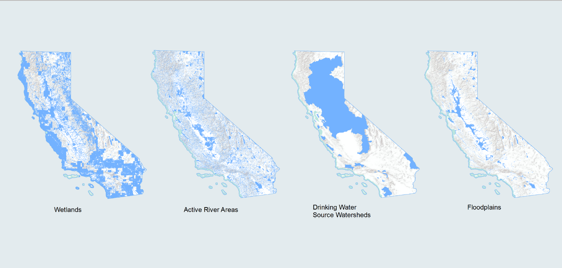 Wetlands
Active River Areas
Drinking Water
Source Watersheds
Floodplains